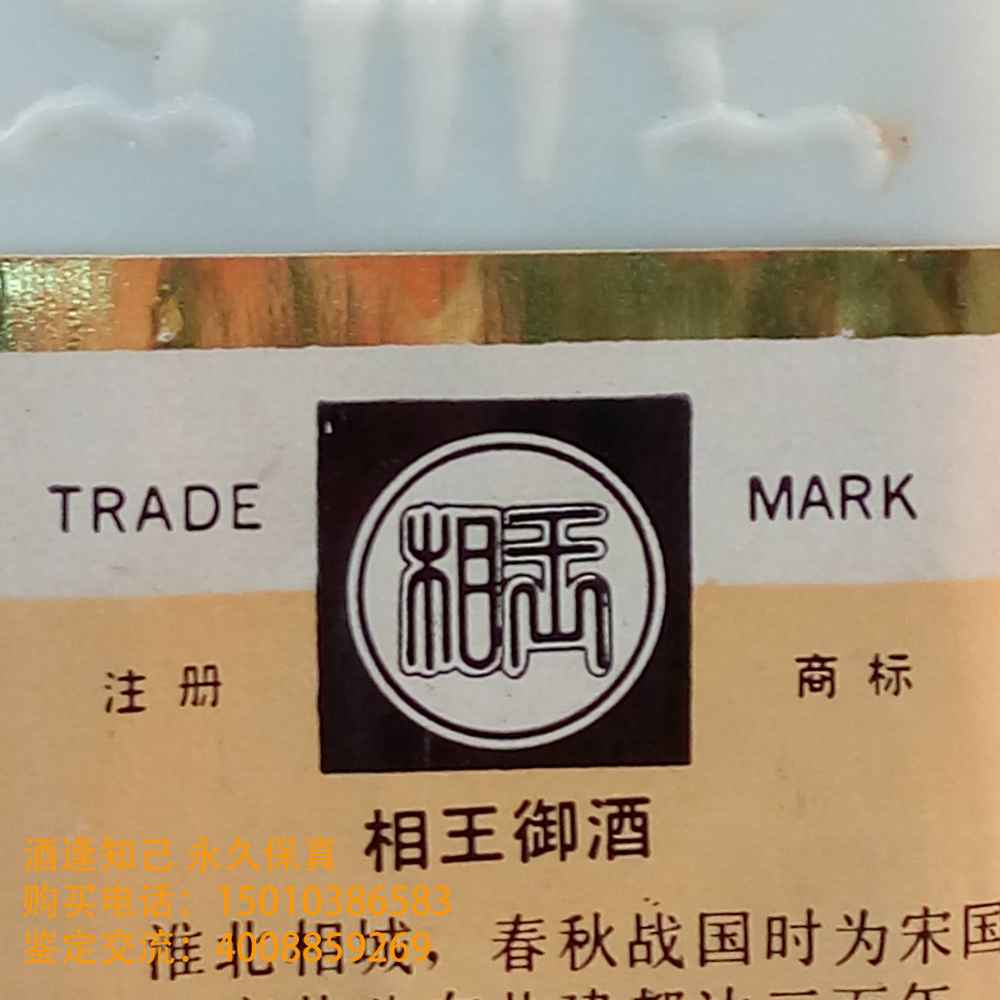 TRADE MARK
相王
注册 商标
相王御酒
酒逢知己 永久保真
购买电话：15010386583
鉴定交流：4008859269
淮北相城，春秋战国时为宋国